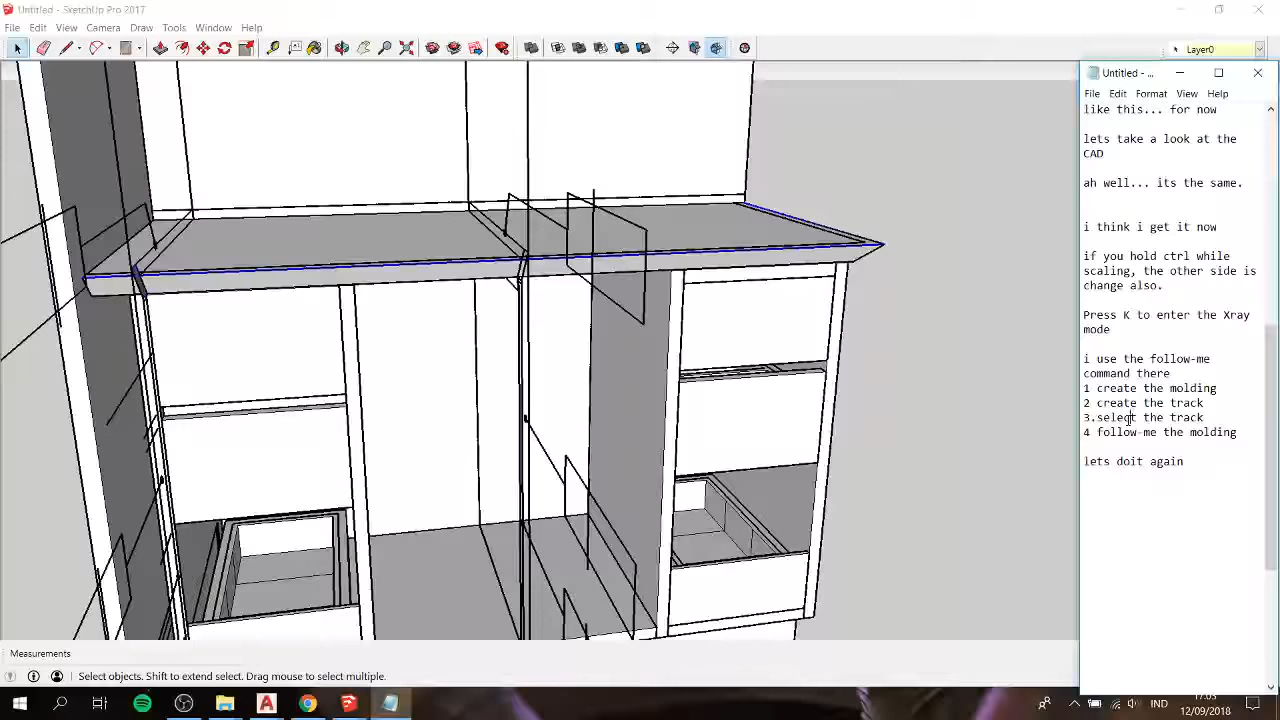 Untitled - SketchUp Pro 2017
File Edit View Camera Draw Tools Window Help
Layer0
Untitled - ...
File Edit Format View Help
like this... for now
lets take a look at the
CAD
ah well... its the same.
i think i get it now
if you hold ctrl while
scaling, the other side is
change also.
Press K to enter the Xray
mode
i use the follow-me
command there
1 create the molding
2 create the track
3.select the track
4 follow-me the molding
lets doit again
Measurements
Select objects. Shift to extend select. Drag mouse to select multiple.
IND
17.03
12/09/2018